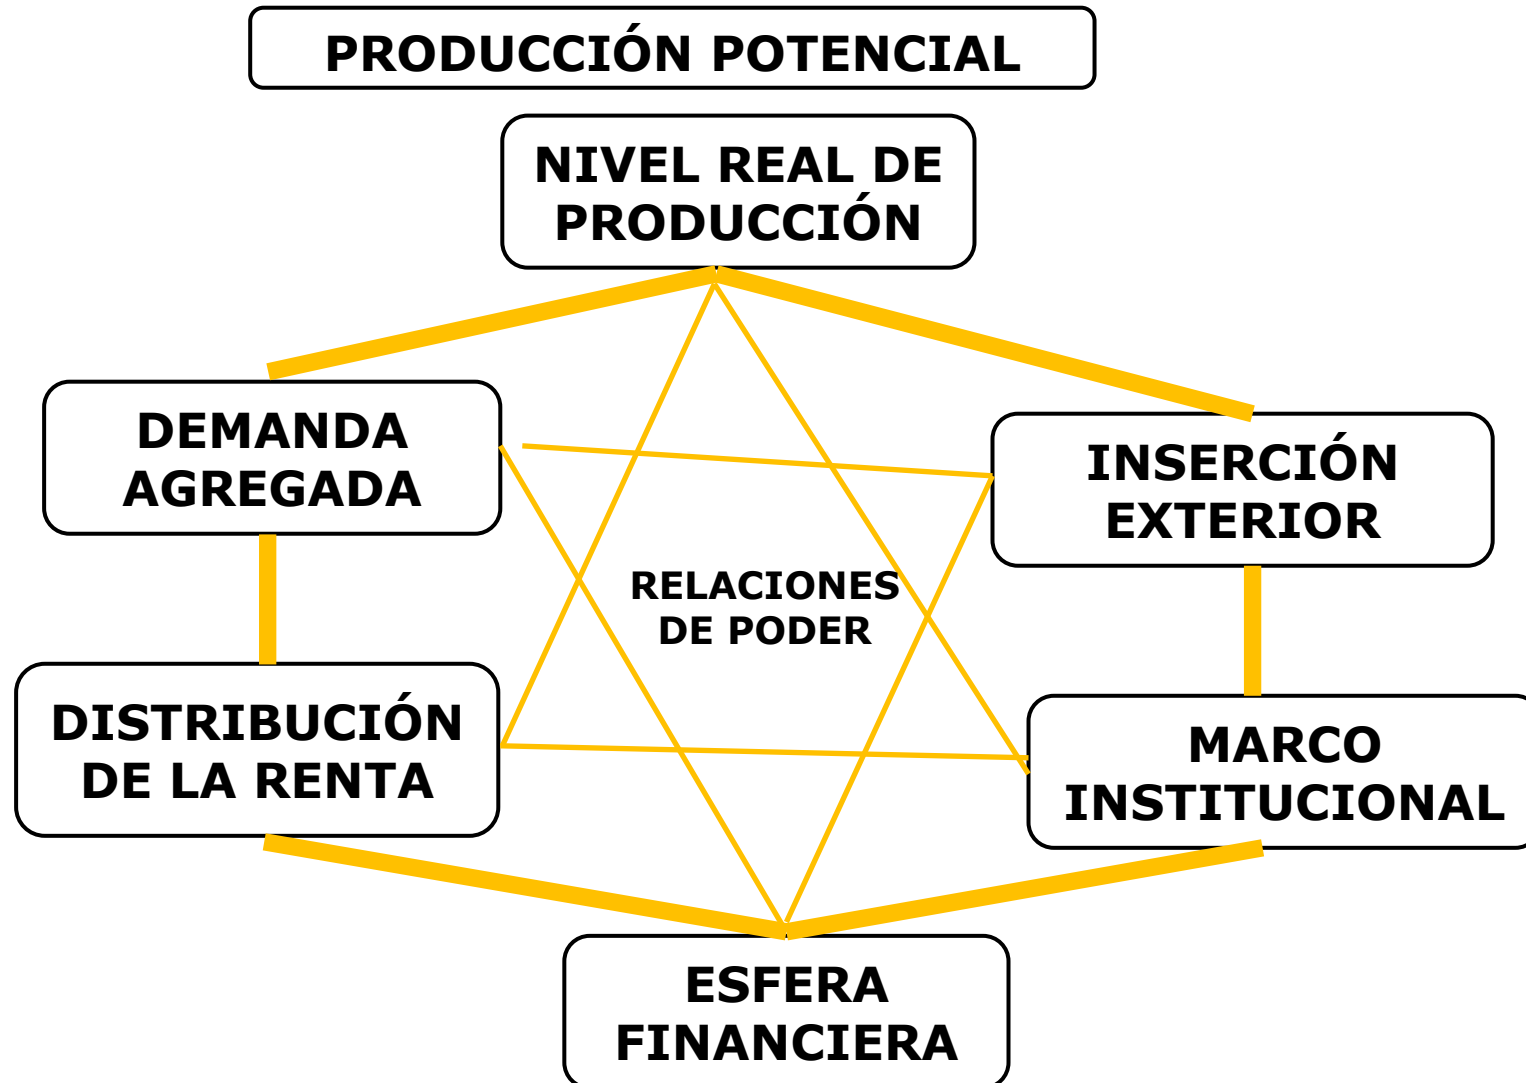 PRODUCCIÓN POTENCIAL
NIVEL REAL DE
PRODUCCIÓN
DEMANDA
AGREGADA
INSERCIÓN
EXTERIOR
RELACIONES
DE PODER
DISTRIBUCIÓN
DE LA RENTA
MARCO
INSTITUCIONAL
ESFERA
FINANCIERA